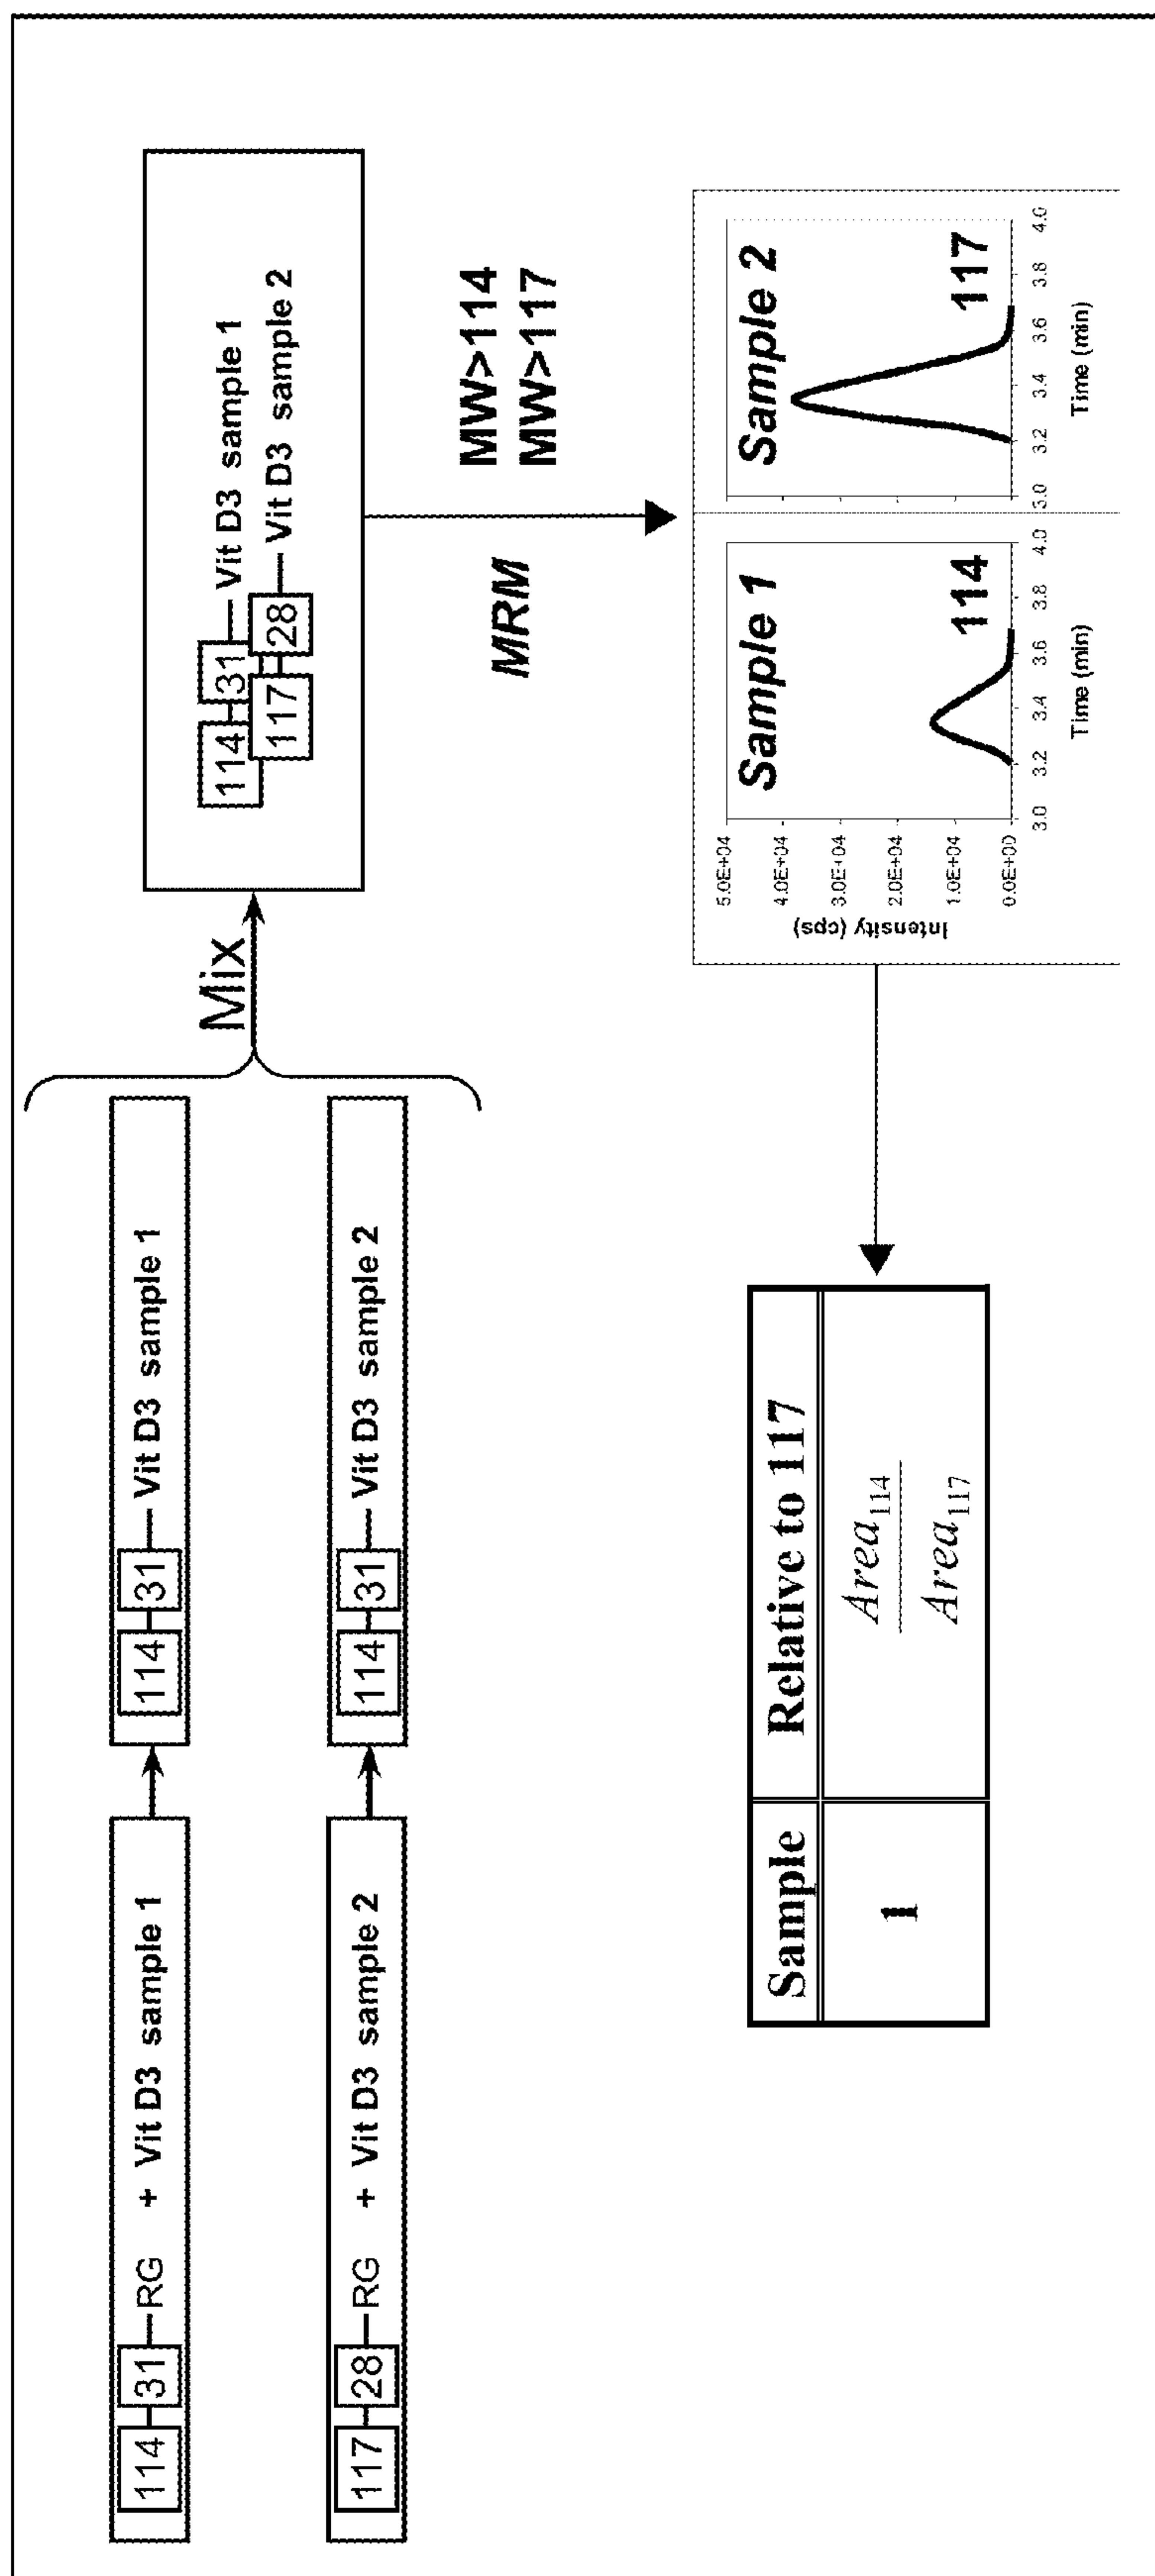 114 31 RG + Vit D3 sample 1
114 31 Vit D3 sample 1
117 28 RG + Vit D3 sample 2
114 31 Vit D3 sample 2
Mix
114 31 Vit D3 sample 1
117 28 Vit D3 sample 2
MRM
MW>114
MW>117
Sample 1
114
Intensity (cps)
5.0E+04
4.0E+04
3.0E+04
2.0E+04
1.0E+04
0.0E+00
3.0 3.2 3.4 3.6 3.8 4.0
Time (min)
Sample 2
117
3.0 3.2 3.4 3.6 3.8 4.0
Time (min)
Sample Relative to 117
1 Area114
Area117